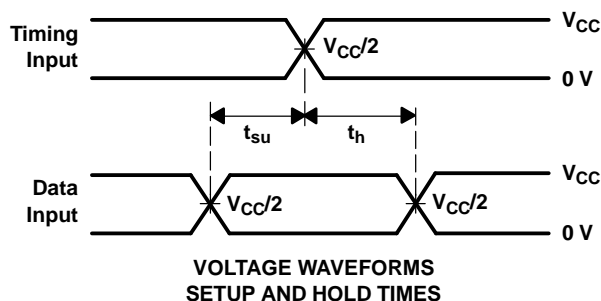 Timing
Input
V_CC/2
V_CC
0 V
t_su
t_h
Data
Input
V_CC/2
V_CC/2
V_CC
0 V
VOLTAGE WAVEFORMS
SETUP AND HOLD TIMES